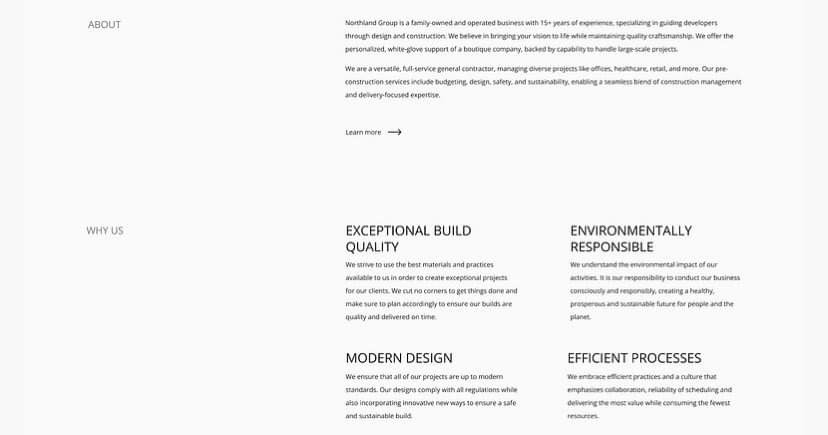 ABOUT
Northland Group is a family-owned and operated business with 15+ years of experience, specializing in guiding developers
through design and construction. We believe in bringing your vision to life while maintaining quality craftsmanship. We offer the
personalized, white-glove support of a boutique company, backed by capability to handle large-scale projects.
We are a versatile, full-service general contractor, managing diverse projects like offices, healthcare, retail, and more. Our pre-
construction services include budgeting, design, safety, and sustainability, enabling a seamless blend of construction management
and delivery-focused expertise.
Learn more
WHY US
EXCEPTIONAL BUILD
QUALITY
We strive to use the best materials and practices
available to us in order to create exceptional projects
for our clients. We cut no corners to get things done and
make sure to plan accordingly to ensure our builds are
quality and delivered on time.
ENVIRONMENTALLY
RESPONSIBLE
We understand the environmental impact of our
activities. It is our responsibility to conduct our business
consciously and responsibly, creating a healthy,
prosperous and sustainable future for people and the
planet.
MODERN DESIGN
We ensure that all of our projects are up to modern
standards. Our designs comply with all regulations while
also incorporating innovative new ways to ensure a safe
and sustainable build.
EFFICIENT PROCESSES
We embrace efficient practices and a culture that
emphasizes collaboration, reliability of scheduling and
delivering the most value while consuming the fewest
resources.